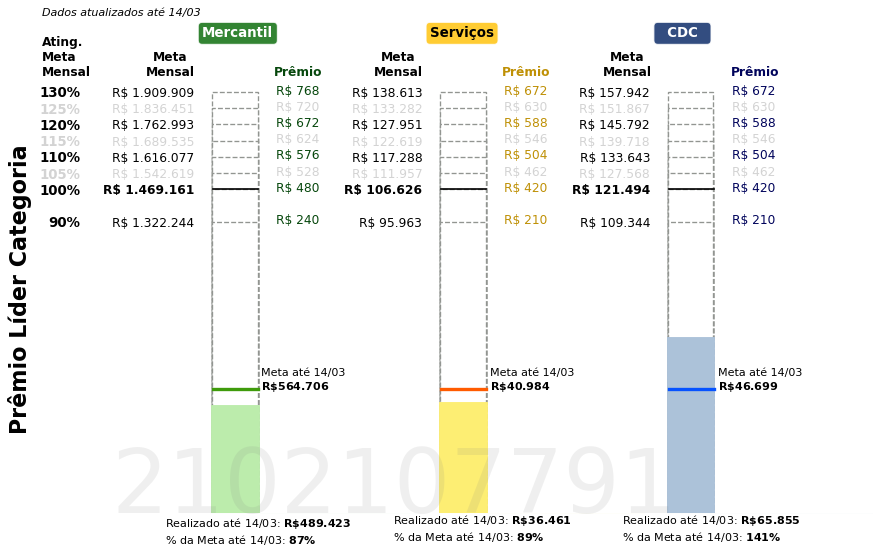 Dados atualizados até 14/03
Mercantil Serviços CDC
Ating. Meta Mensal Meta Mensal Prêmio Meta Mensal Prêmio Meta Mensal Prêmio
130% R$ 1.909.909 R$ 768 R$ 138.613 R$ 672 R$ 157.942 R$ 672
125% R$ 1.836.451 R$ 720 R$ 133.282 R$ 630 R$ 151.867 R$ 630
120% R$ 1.762.993 R$ 672 R$ 127.951 R$ 588 R$ 145.792 R$ 588
115% R$ 1.689.535 R$ 624 R$ 122.619 R$ 546 R$ 139.718 R$ 546
110% R$ 1.616.077 R$ 576 R$ 117.288 R$ 504 R$ 133.643 R$ 504
105% R$ 1.542.619 R$ 528 R$ 111.957 R$ 462 R$ 127.568 R$ 462
100% R$ 1.469.161 R$ 480 R$ 106.626 R$ 420 R$ 121.494 R$ 420
90% R$ 1.322.244 R$ 240 R$ 95.963 R$ 210 R$ 109.344 R$ 210
Prêmio Líder Categoria
Meta até 14/03 Meta até 14/03 Meta até 14/03
R$564.706 R$40.984 R$46.699
2102107791
Realizado até 14/03: R$489.423 Realizado até 14/03: R$36.461 Realizado até 14/03: R$65.855
% da Meta até 14/03: 87% % da Meta até 14/03: 89% % da Meta até 14/03: 141%